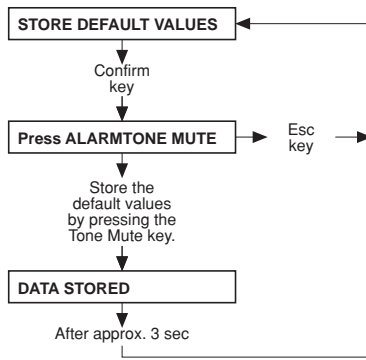 STORE DEFAULT VALUES
Confirm
key
Press ALARMTONE MUTE
Esc
key
Store the
default values
by pressing the
Tone Mute key.
DATA STORED
After approx. 3 sec